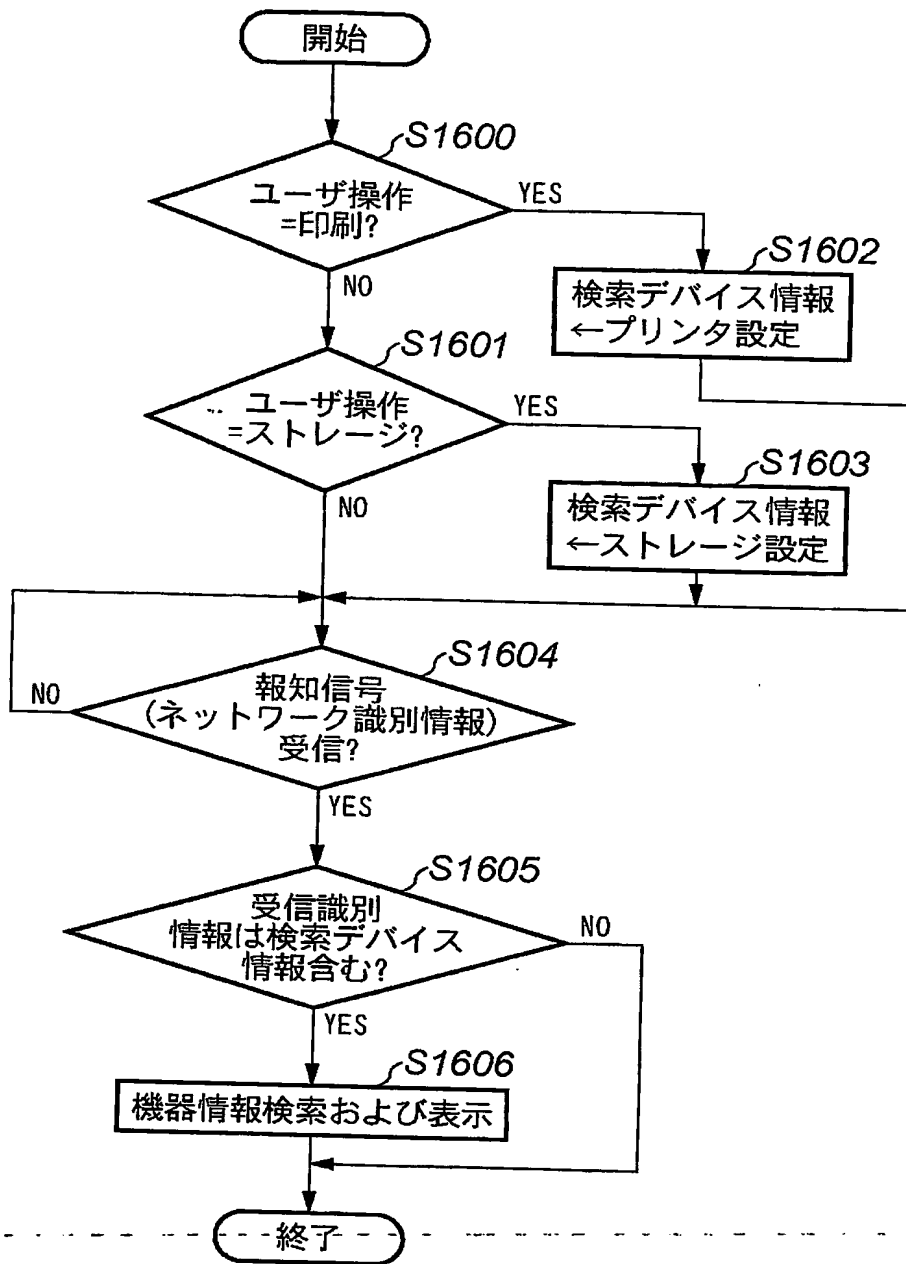 開始
S1600
ユーザ操作
=印刷?
YES
NO
S1602
検索デバイス情報
←プリンタ設定
S1601
ユーザ操作
=ストレージ?
YES
NO
S1603
検索デバイス情報
←ストレージ設定
S1604
報知信号
(ネットワーク識別情報)
受信?
NO
YES
S1605
受信識別
情報は検索デバイス
情報含む?
NO
YES
S1606
機器情報検索および表示
終了